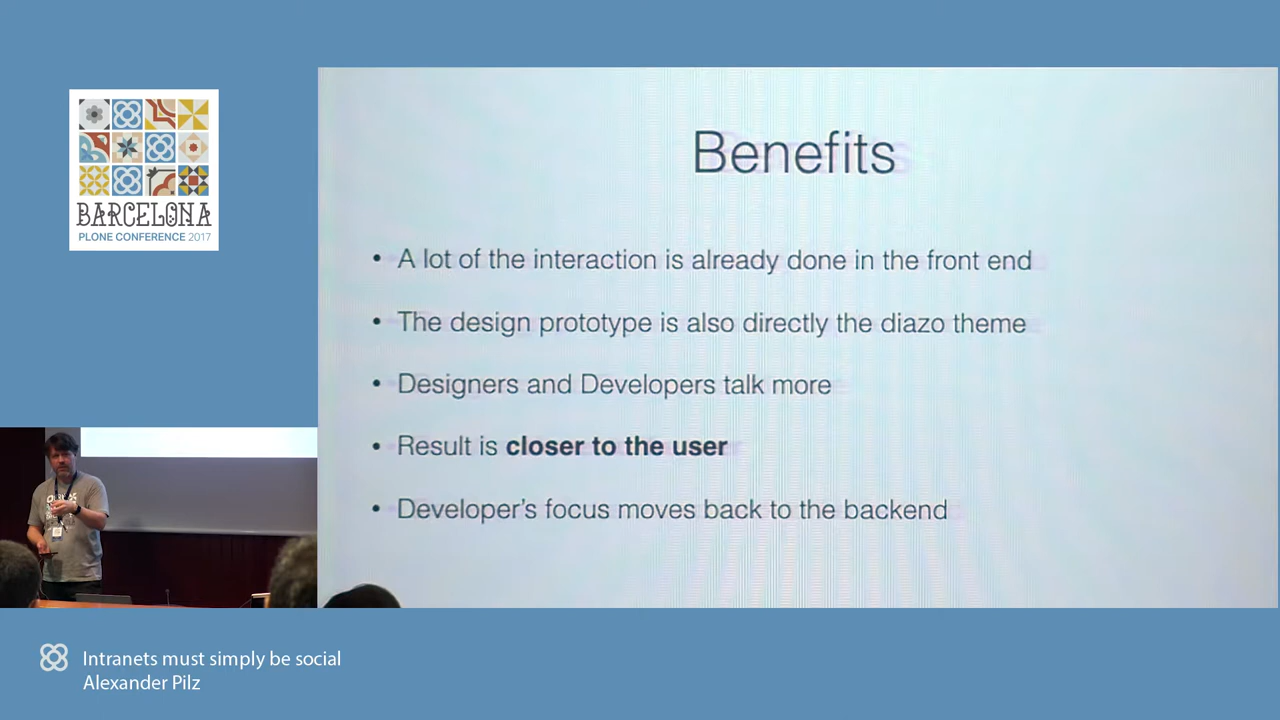 BARCELONA
PLONE CONFERENCE 2017
Benefits
• A lot of the interaction is already done in the front end
• The design prototype is also directly the diazo theme
• Designers and Developers talk more
• Result is closer to the user
• Developer's focus moves back to the backend
Intranets must simply be social
Alexander Pilz